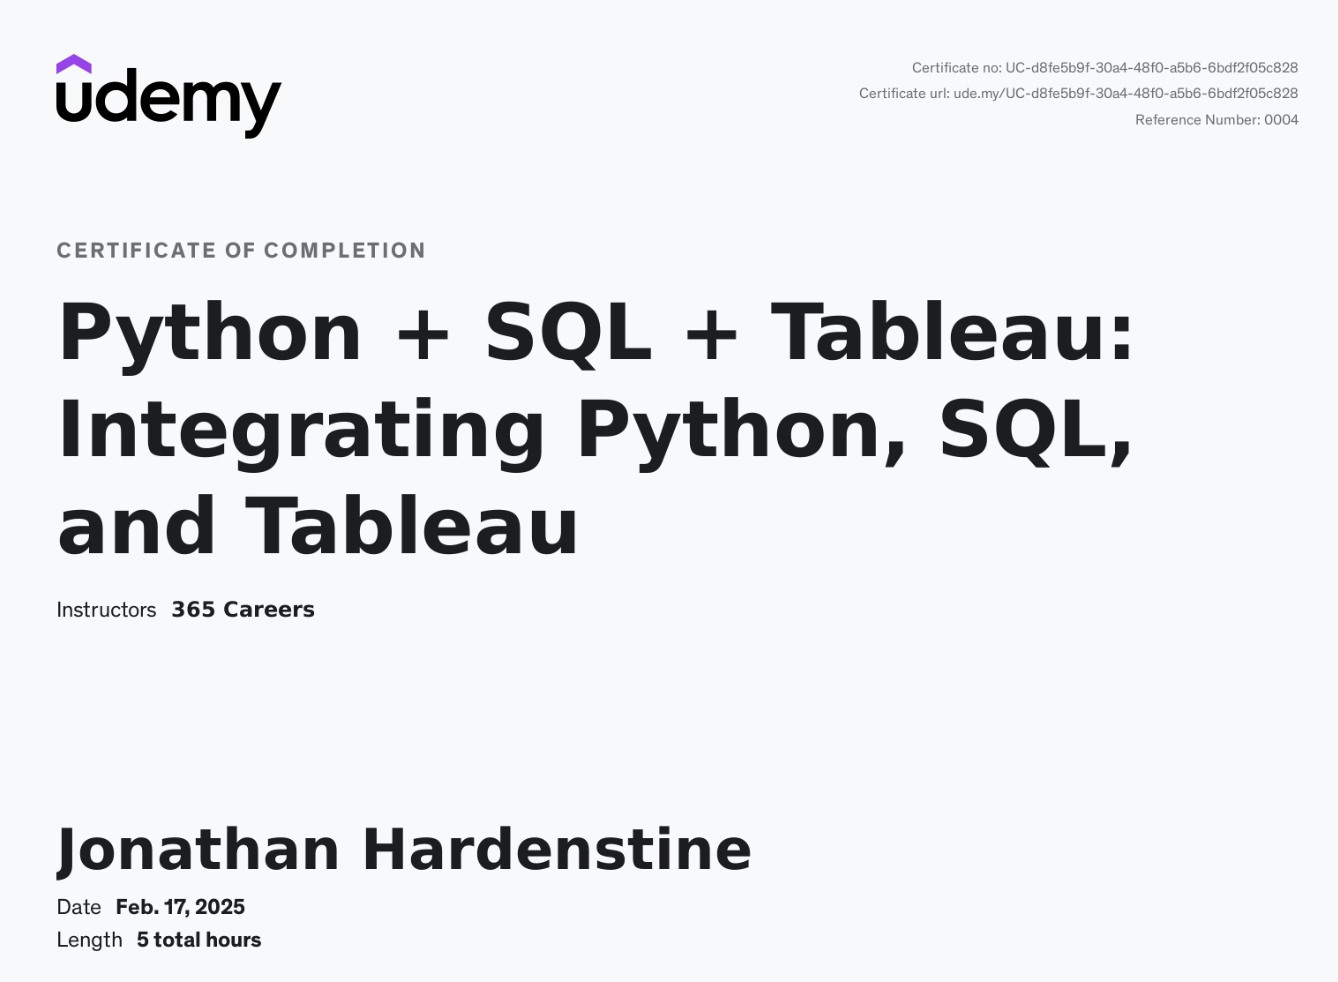 udemy
Certificate no: UC-d8fe5b9f-30a4-48f0-a5b6-6bdf2f05c828
Certificate url: ude.my/UC-d8fe5b9f-30a4-48f0-a5b6-6bdf2f05c828
Reference Number: 0004
CERTIFICATE OF COMPLETION
Python + SQL + Tableau:
Integrating Python, SQL,
and Tableau
Instructors 365 Careers
Jonathan Hardenstine
Date Feb. 17, 2025
Length 5 total hours